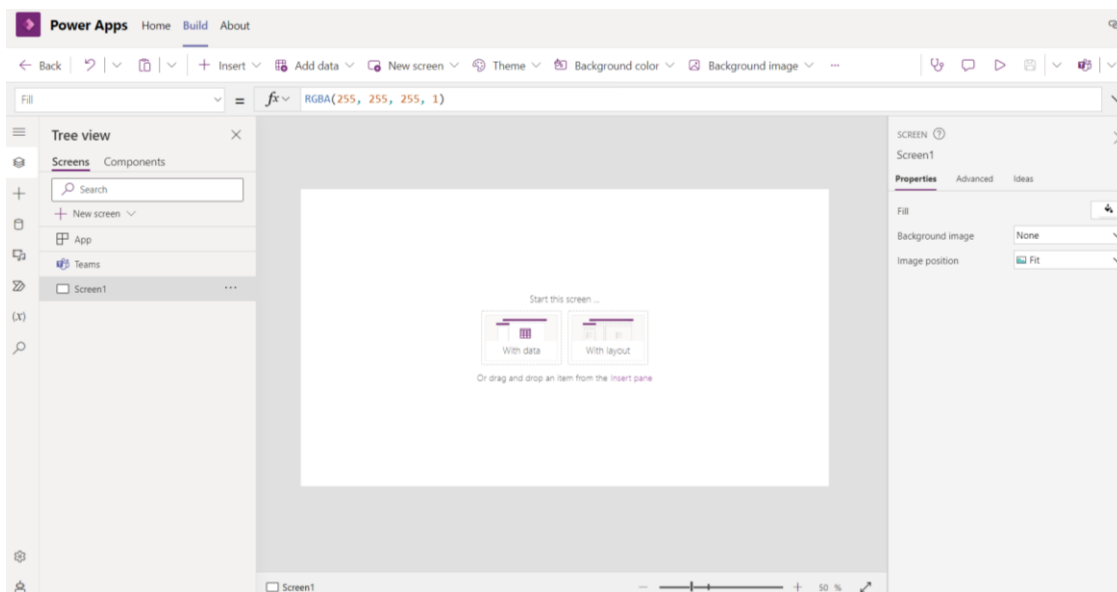 Power Apps Home Build About
Back Insert Add data New screen Theme Background color Background image ...
Fill = fx RGBA(255, 255, 255, 1)
Tree view
Screens Components
Search
New screen
App
Teams
Screen1 ...
Start this screen ...
With data With layout
Or drag and drop an item from the insert pane
SCREEN
Screen1
Properties Advanced Ideas
Fill
Background image None
Image position Fit
(x)
Screen1 50 %